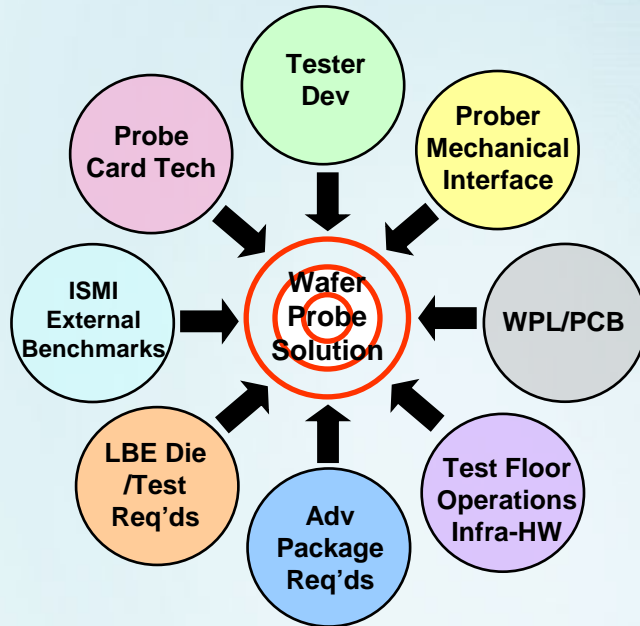 Tester
Dev
Probe
Card Tech
Prober
Mechanical
Interface
ISMI
External
Benchmarks
Wafer
Probe
Solution
WPL/PCB
LBE Die
/Test
Req'ds
Adv
Package
Req'ds
Test Floor
Operations
Infra-HW